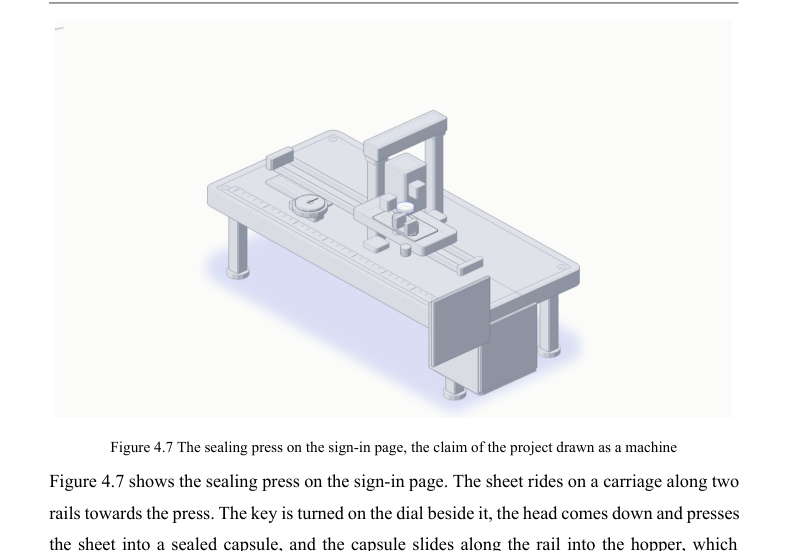 Figure 4.7 The sealing press on the sign-in page, the claim of the project drawn as a machine
Figure 4.7 shows the sealing press on the sign-in page. The sheet rides on a carriage along two
rails towards the press. The key is turned on the dial beside it, the head comes down and presses
the sheet into a sealed capsule, and the capsule slides along the rail into the hopper, which